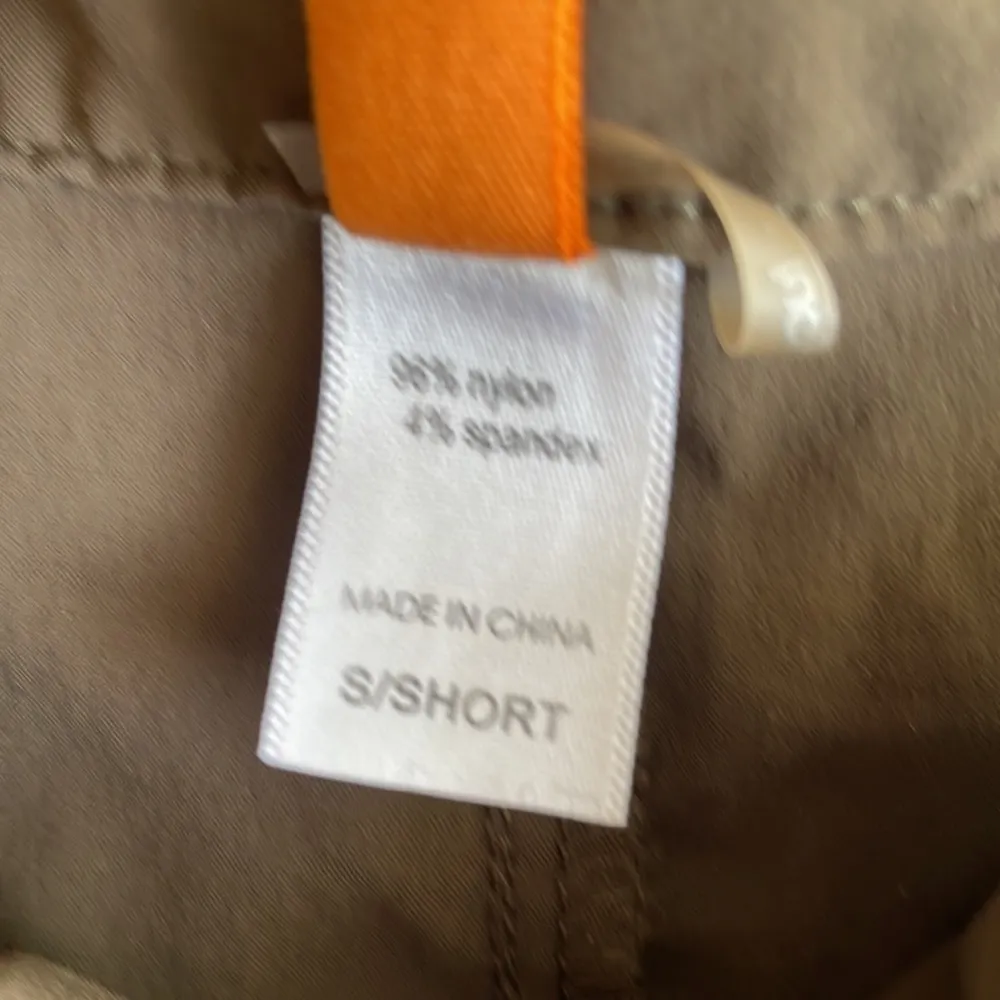 96% nylon
4% spandex
MADE IN CHINA
S/SHORT